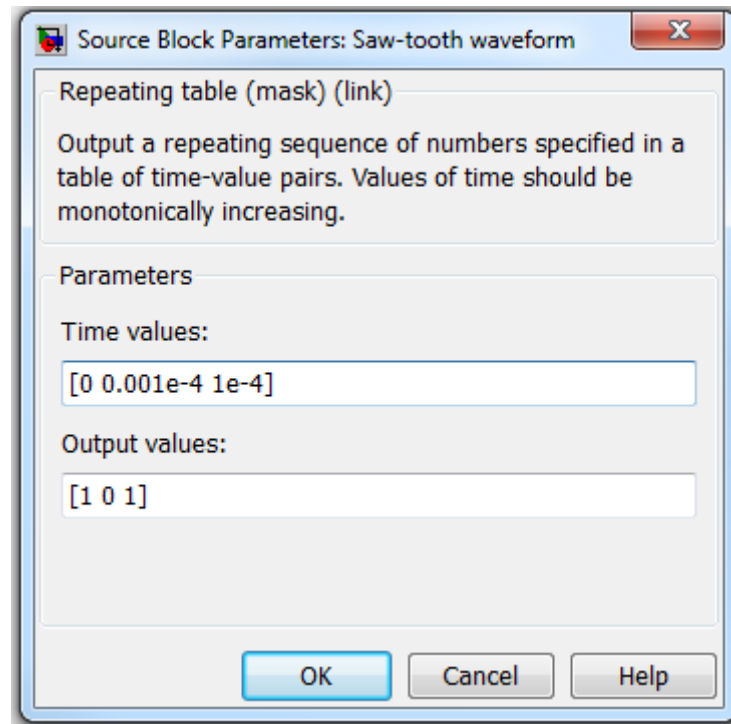 Source Block Parameters: Saw-tooth waveform
Repeating table (mask) (link)
Output a repeating sequence of numbers specified in a
table of time-value pairs. Values of time should be
monotonically increasing.
Parameters
Time values:
[0 0.001e-4 1e-4]
Output values:
[1 0 1]
OK Cancel Help